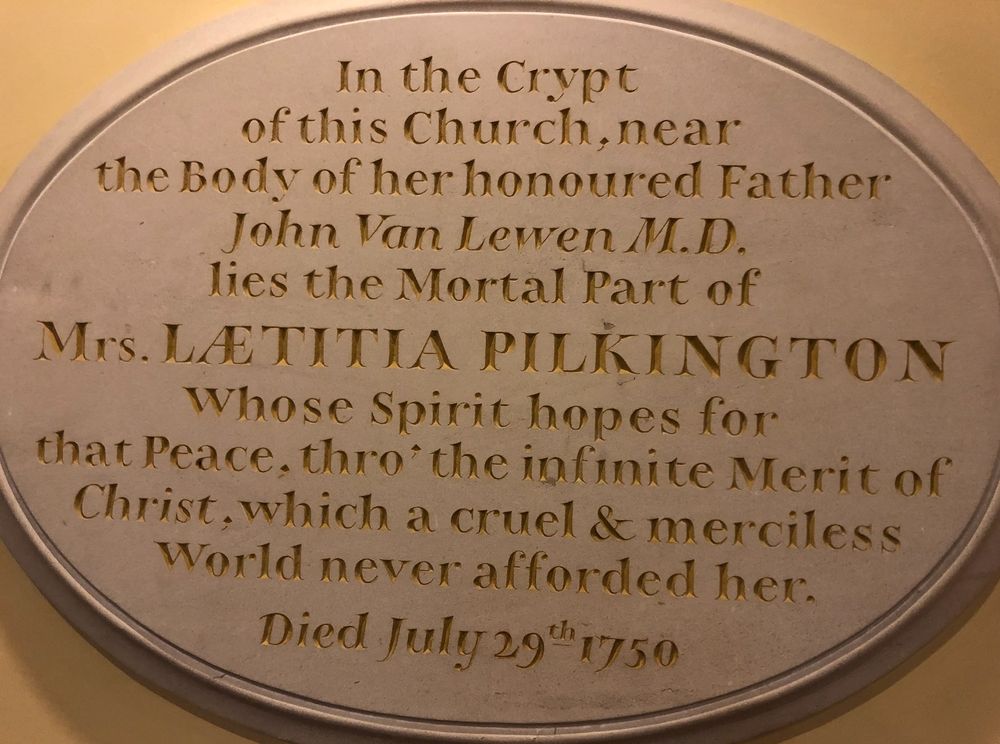 In the Crypt
of this Church, near
the Body of her honoured Father
John Van Lewen M.D.
lies the Mortal Part of
Mrs. LÆTITIA PILKINGTON
Whose Spirit hopes for
that Peace, thro' the infinite Merit of
Christ, which a cruel & merciless
World never afforded her.
Died July 29th 1750